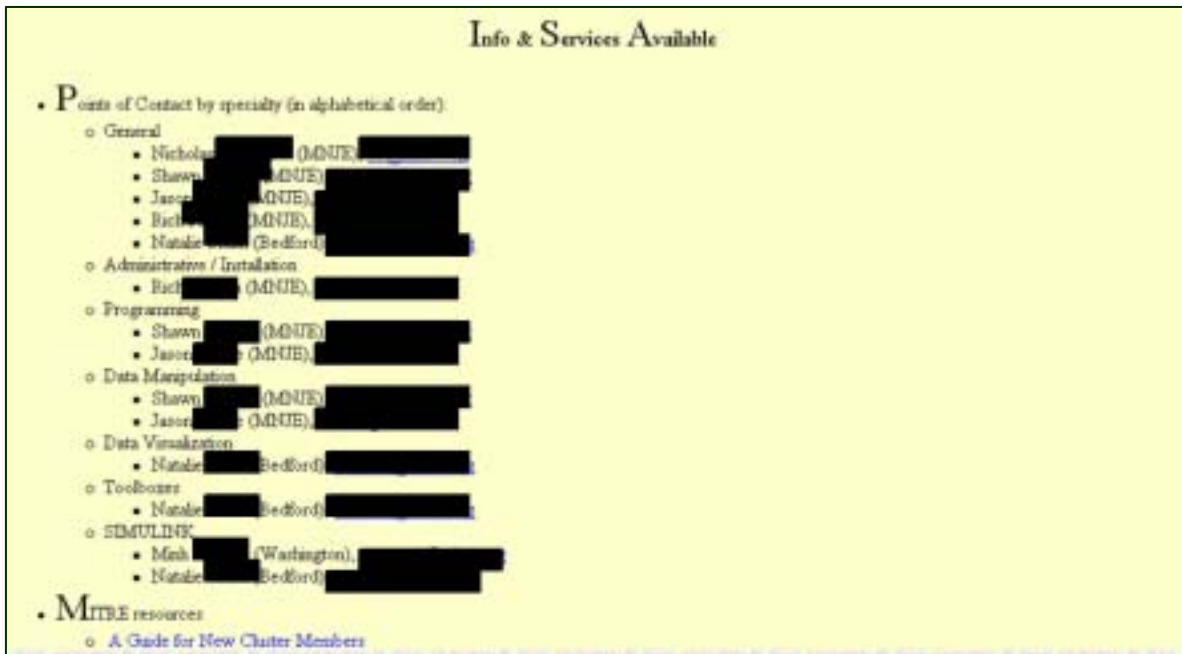 Info & Services Available
Points of Contact by specialty (in alphabetical order)
General
Nicholas (MNJE),
Shawn (MNJE)
Jason MNJE),
Rich (MNJE),
Natalie (Bedford)
Administrative / Installation
Rich (MNJE),
Programming
Shawn (MNJE)
Jason (MNJE),
Data Manipulation
Shawn (MNJE)
Jason (MNJE),
Data Visualization
Natalie Bedford)
Toolboxes
Natalie Bedford)
SIMULINK
Minh (Washington),
Natalie Bedford)
MITRE resources
A Guide for New Cluster Members